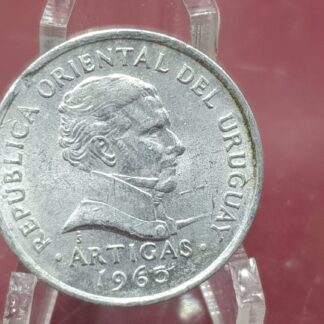 REPUBLICA ORIENTAL DEL URUGUAY
· ARTIGAS ·
1965